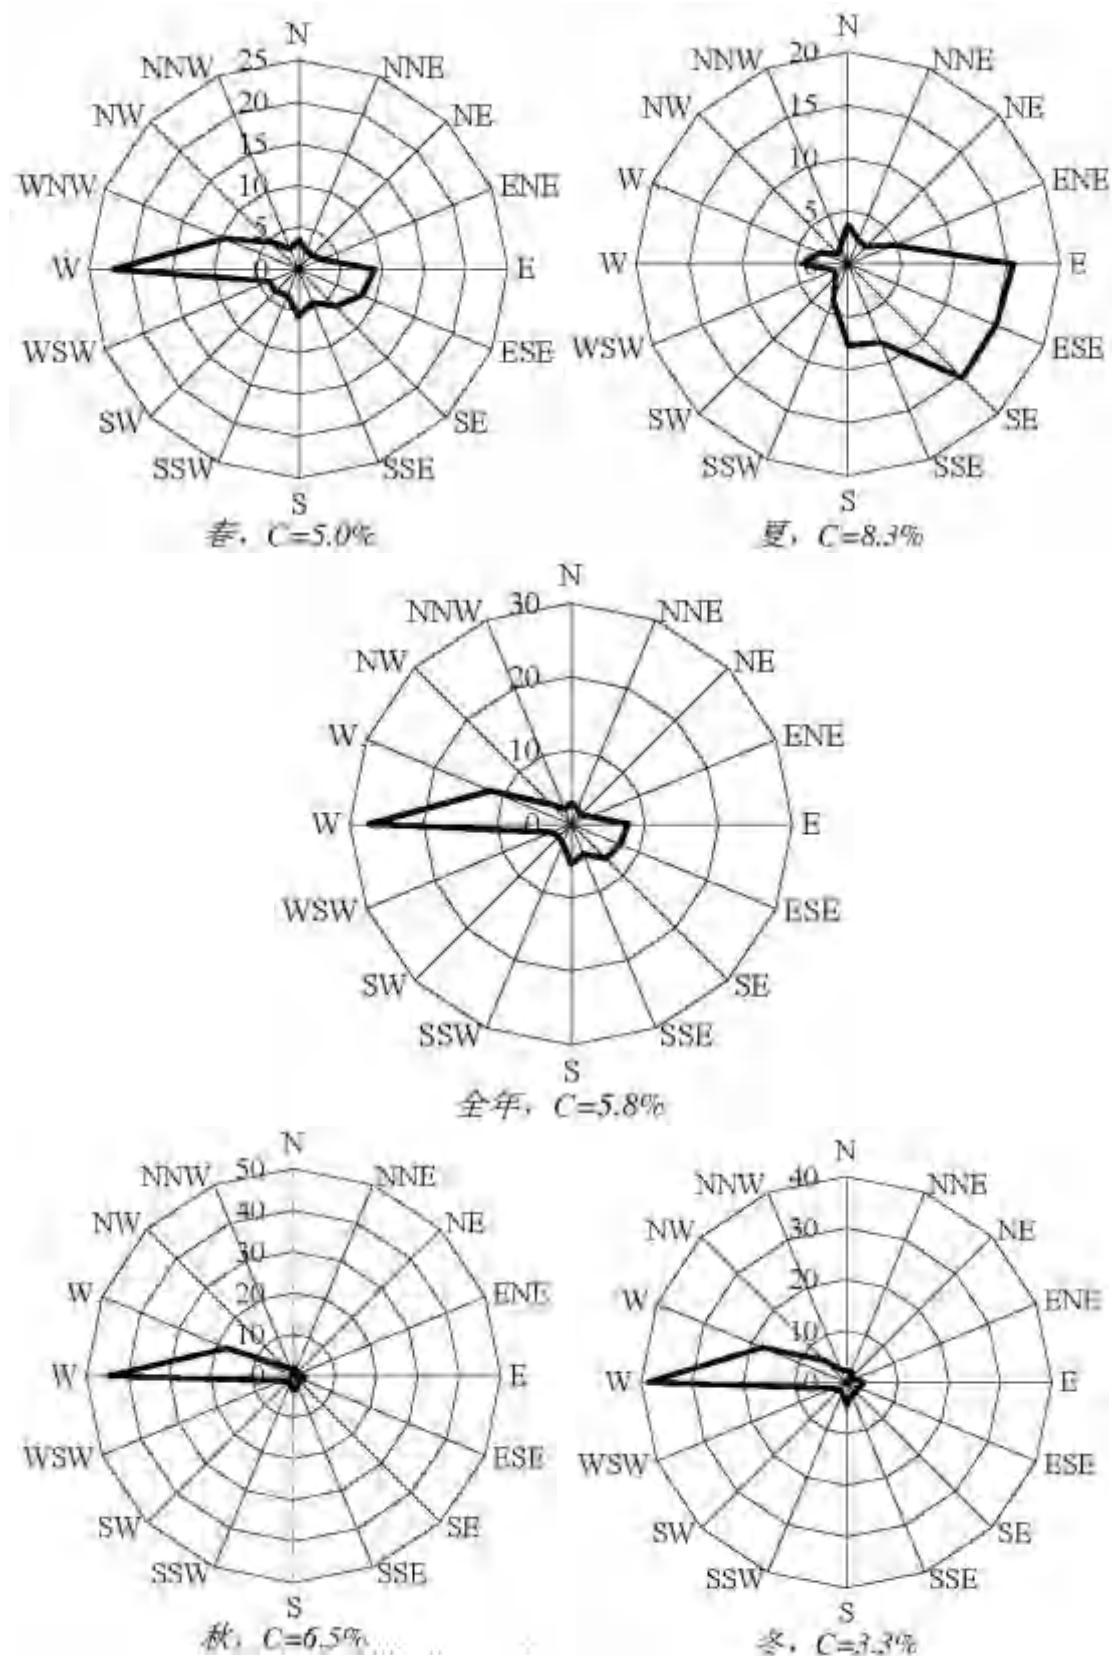 N
25
NNW
NNE
20
NW
NE
15
10
WNW
ENE
5
W
0
E
WSW
ESE
SW
SE
SSW
SSE
S
春，C=5.0%
20
N
NNW
NNE
15
NW
NE
10
W
ENE
5
W
E
WSW
ESE
SW
SE
SSW
SSE
S
夏，C=8.3%
N
30
NNW
NNE
20
NW
NE
W
ENE
10
W
0
E
WSW
ESE
SW
SE
SSW
SSE
S
全年，C=5.8%
N
50
NNW
NNE
40
NW
NE
30
20
W
ENE
10
W
0
E
WSW
ESE
SW
SE
SSW
SSE
S
秋，C=6.5%
N
40
NNW
NNE
30
NW
NE
20
W
ENE
10
W
0
E
WSW
ESE
SW
SE
SSW
SSE
S
冬，C=3.3%